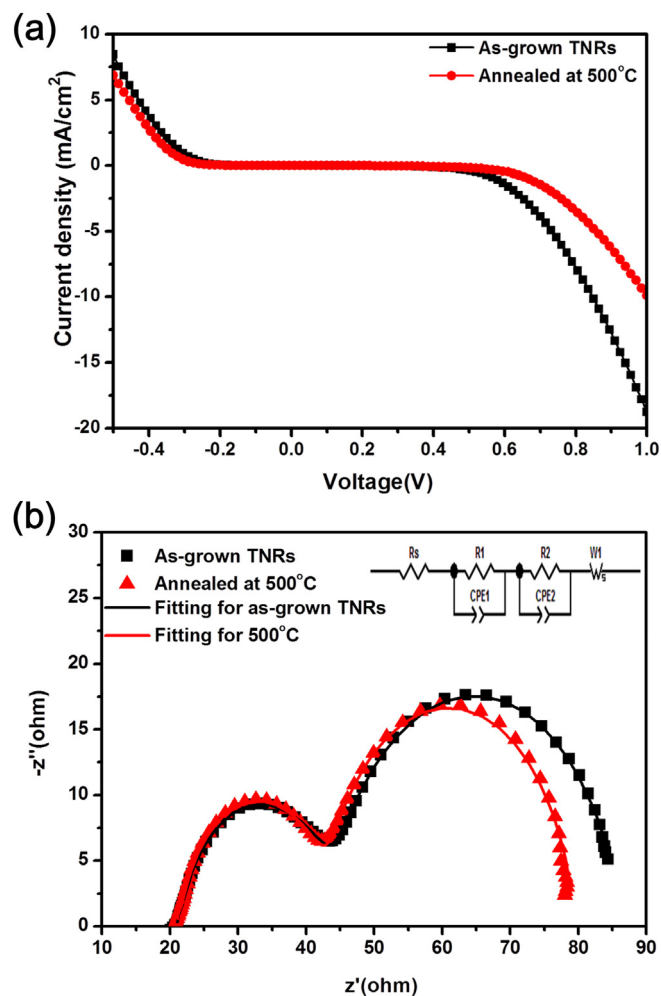 (a)
10
As-grown TNRs
Annealed at 500°C
5
0
-5
-10
-15
-20
Current density (mA/cm²)
-0.4 -0.2 0.0 0.2 0.4 0.6 0.8 1.0
Voltage(V)
(b)
30
As-grown TNRs
Annealed at 500°C
Fitting for as-grown TNRs
Fitting for 500°C
Rs R1 R2 W1
CPE1 CPE2
s
25
20
15
10
5
0
-z''(ohm)
10 20 30 40 50 60 70 80 90
z'(ohm)